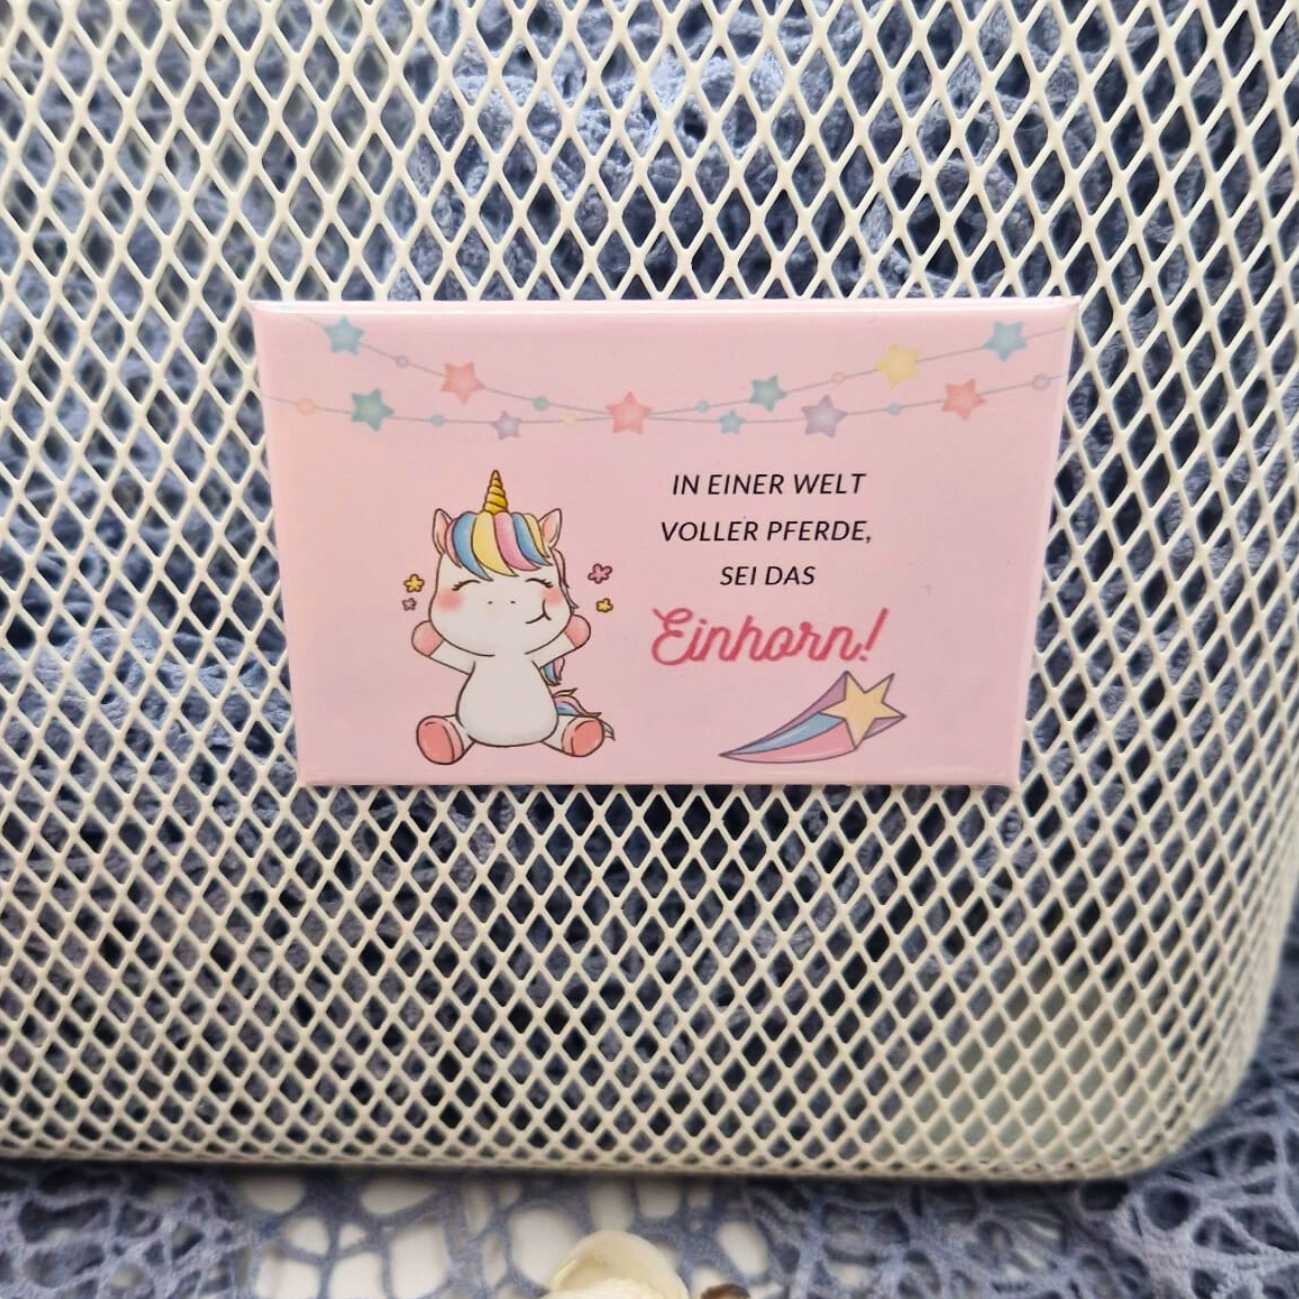 IN EINER WELT
VOLLER PFERDE,
SEI DAS
Einhorn!